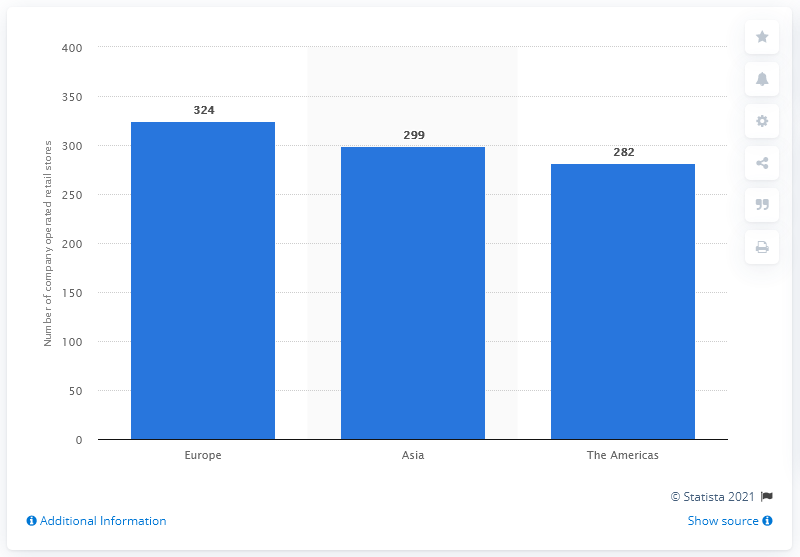 400
350
300
250
200
150
100
50
0
Number of company operated retail stores
324
299
282
Europe
Asia
The Americas
© Statista 2021
Additional Information
Show source